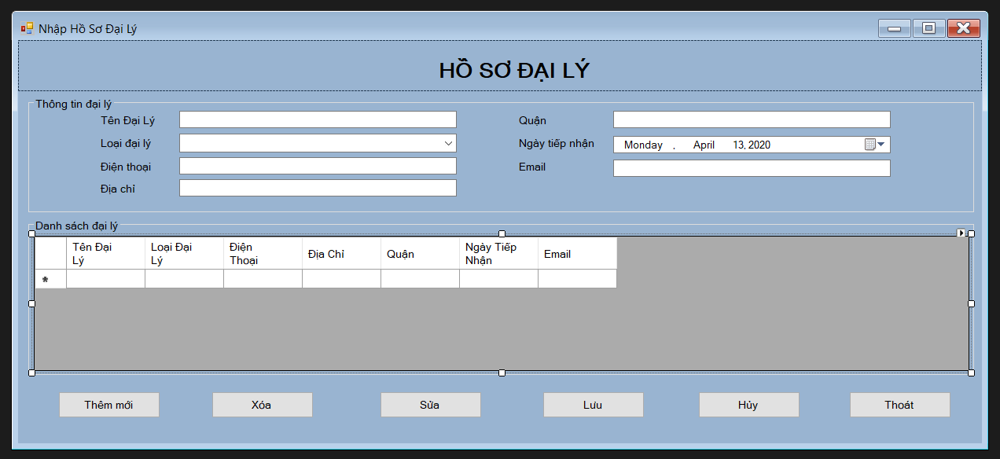 Nhập Hồ Sơ Đại Lý
HỒ SƠ ĐẠI LÝ
Thông tin đại lý
Tên Đại Lý
Quận
Loại đại lý
Ngày tiếp nhận
Monday , April 13, 2020
Điện thoại
Email
Địa chỉ
Danh sách đại lý
Tên Đại
Lý
Loại Đại
Lý
Điện
Thoại
Địa Chỉ
Quận
Ngày Tiếp
Nhận
Email
*
Thêm mới
Xóa
Sửa
Lưu
Hủy
Thoát